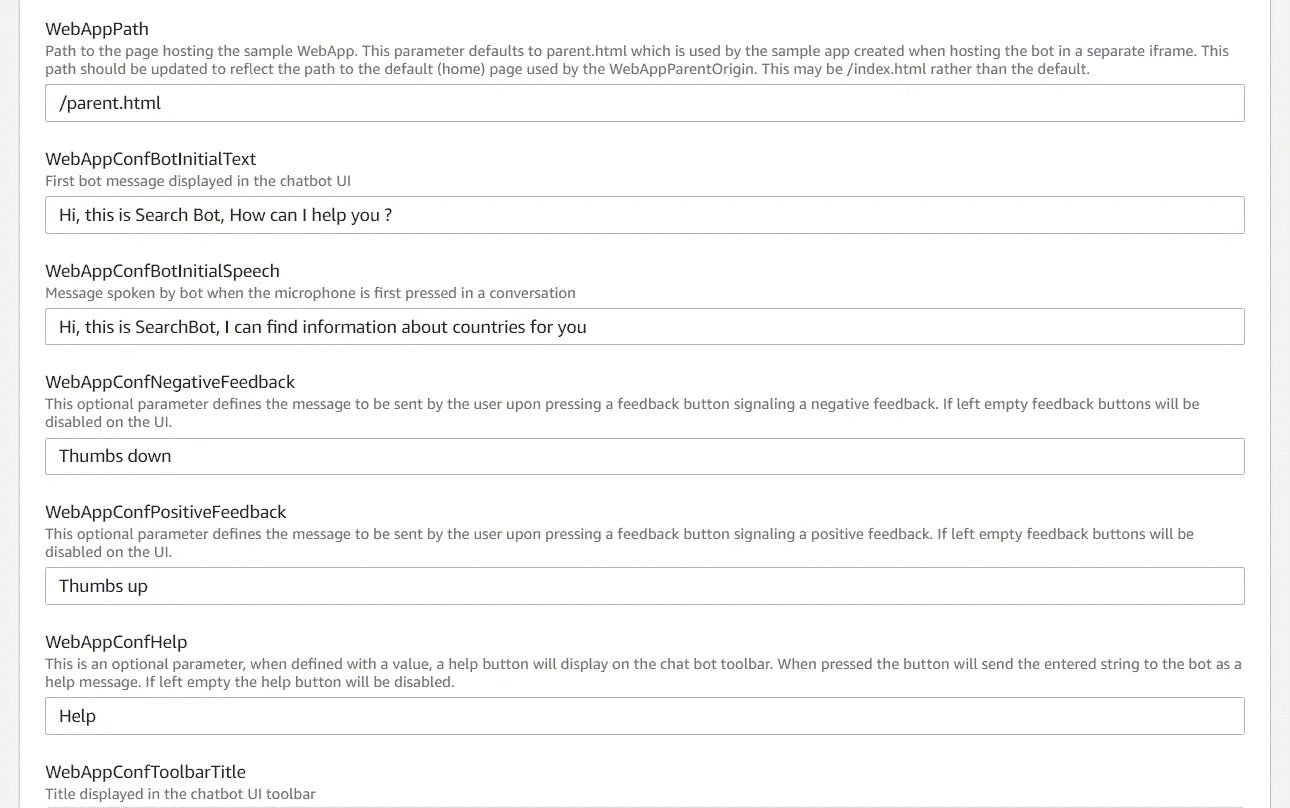 WebAppPath
Path to the page hosting the sample WebApp. This parameter defaults to parent.html which is used by the sample app created when hosting the bot in a separate iframe. This
path should be updated to reflect the path to the default (home) page used by the WebAppParentOrigin. This may be /index.html rather than the default.
/parent.html
WebAppConfBotInitialText
First bot message displayed in the chatbot UI
Hi, this is Search Bot, How can I help you ?
WebAppConfBotInitialSpeech
Message spoken by bot when the microphone is first pressed in a conversation
Hi, this is SearchBot, I can find information about countries for you
WebAppConfNegativeFeedback
This optional parameter defines the message to be sent by the user upon pressing a feedback button signaling a negative feedback. If left empty feedback buttons will be
disabled on the UI.
Thumbs down
WebAppConfPositiveFeedback
This optional parameter defines the message to be sent by the user upon pressing a feedback button signaling a positive feedback. If left empty feedback buttons will be
disabled on the UI.
Thumbs up
WebAppConfHelp
This is an optional parameter, when defined with a value, a help button will display on the chat bot toolbar. When pressed the button will send the entered string to the bot as a
help message. If left empty the help button will be disabled.
Help
WebAppConfToolbarTitle
Title displayed in the chatbot UI toolbar